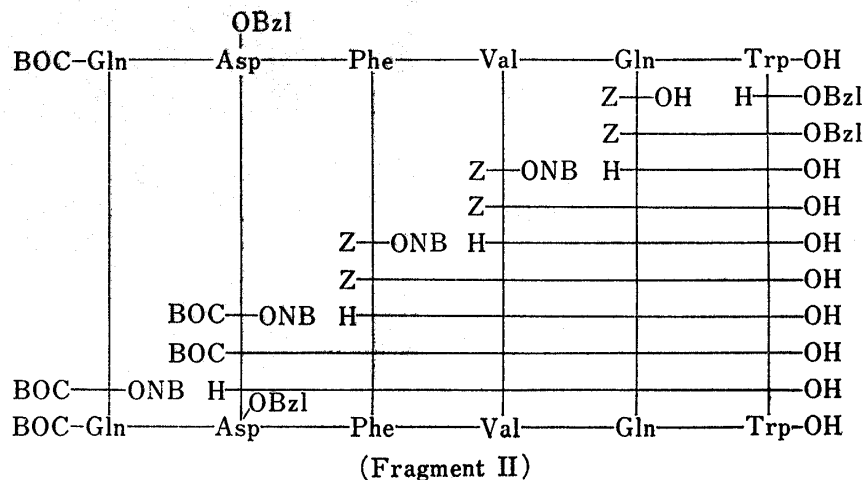 OBzl
BOC-Gln Asp Phe Val Gln Trp-OH
Z OH H OBzl
Z OBzl
Z ONB H OH
Z OH
Z ONB H OH
Z OH
BOC ONB H OH
BOC OH
BOC ONB H OH
OBzl
BOC-Gln Asp Phe Val Gln Trp-OH
(Fragment II)